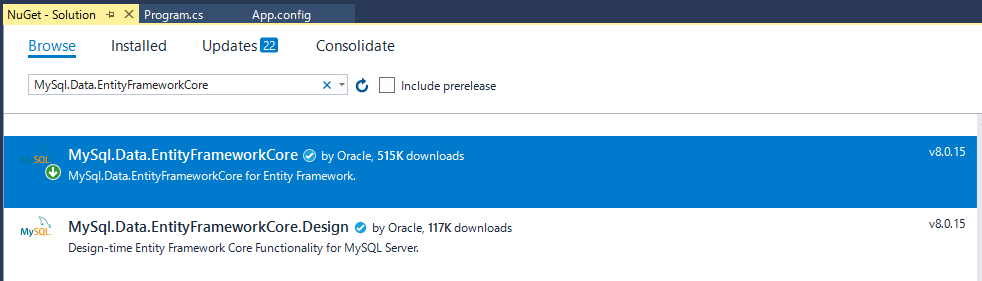 NuGet - Solution Program.cs App.config
Browse Installed Updates 22 Consolidate
MySql.Data.EntityFrameworkCore Include prerelease
MySQL MySql.Data.EntityFrameworkCore by Oracle, 515K downloads v8.0.15
MySql.Data.EntityFrameworkCore for Entity Framework.
MySql.Data.EntityFrameworkCore.Design by Oracle, 117K downloads v8.0.15
MySQL Design-time Entity Framework Core Functionality for MySQL Server.